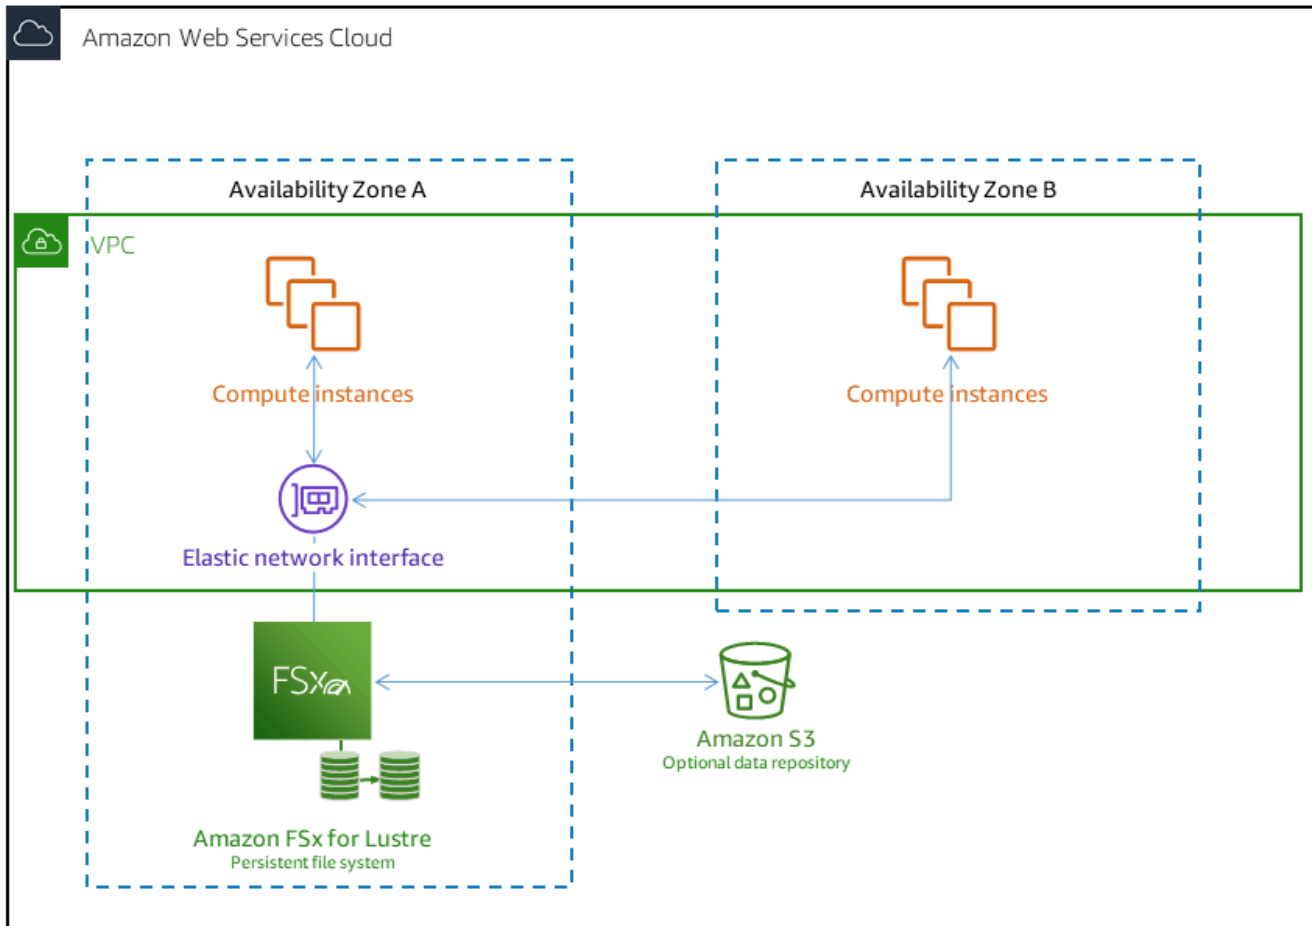 Amazon Web Services Cloud
Availability Zone A
Availability Zone B
VPC
Compute instances
Compute instances
Elastic network interface
FSx
Amazon S3
Optional data repository
Amazon FSx for Lustre
Persistent file system